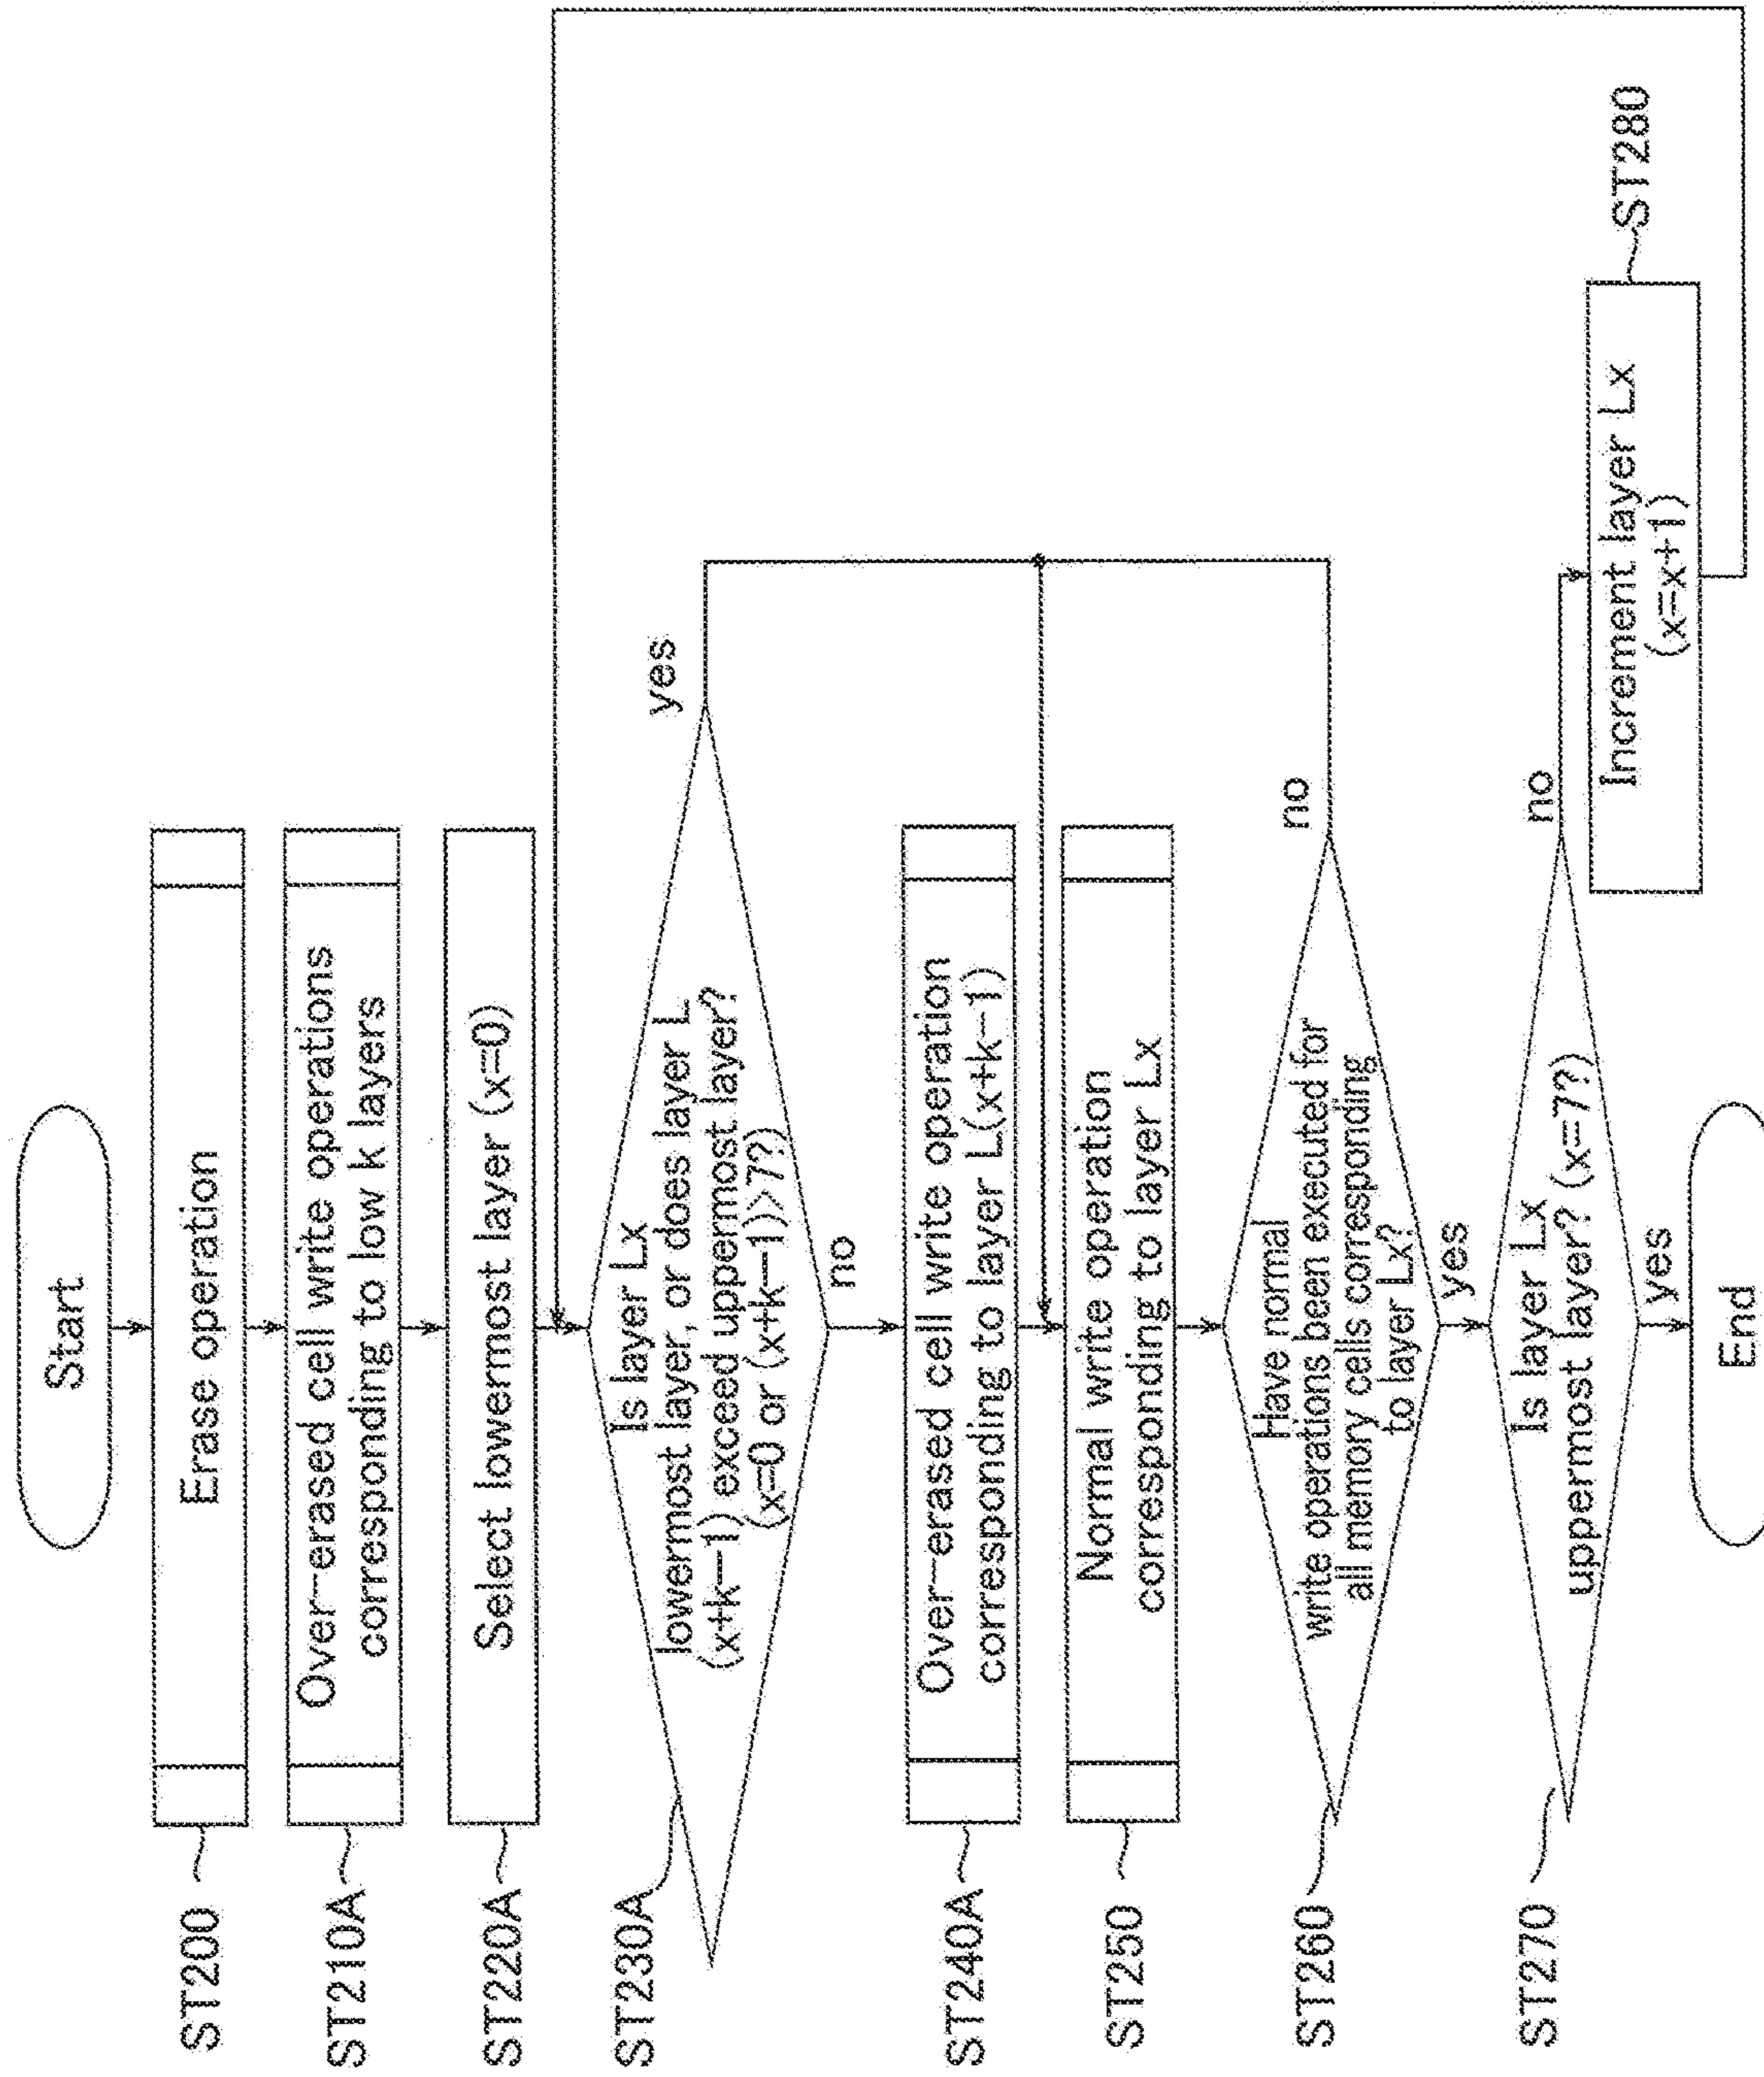 Start
ST200
Erase operation
ST210A
Over-erased cell write operations
corresponding to low k layers
ST220A
Select lowermost layer (x=0)
ST230A
Is layer Lx
lowermost layer, or does layer L
(x+k-1) exceed uppermost layer?
(x=0 or (x+k-1)>7?)
yes
no
ST240A
Over-erased cell write operation
corresponding to layer L(x+k-1)
ST250
Normal write operation
corresponding to layer Lx
ST260
Have normal
write operations been executed for
all memory cells corresponding
to layer Lx?
no
yes
ST270
Is layer Lx
uppermost layer? (x=7?)
no
yes
Increment layer Lx
(x=x+1)
ST280
End